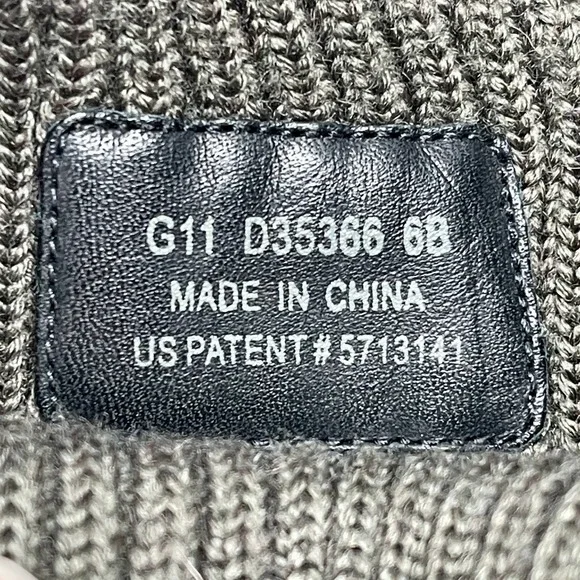 G11 D35366 6B
MADE IN CHINA
US PATENT # 5713141